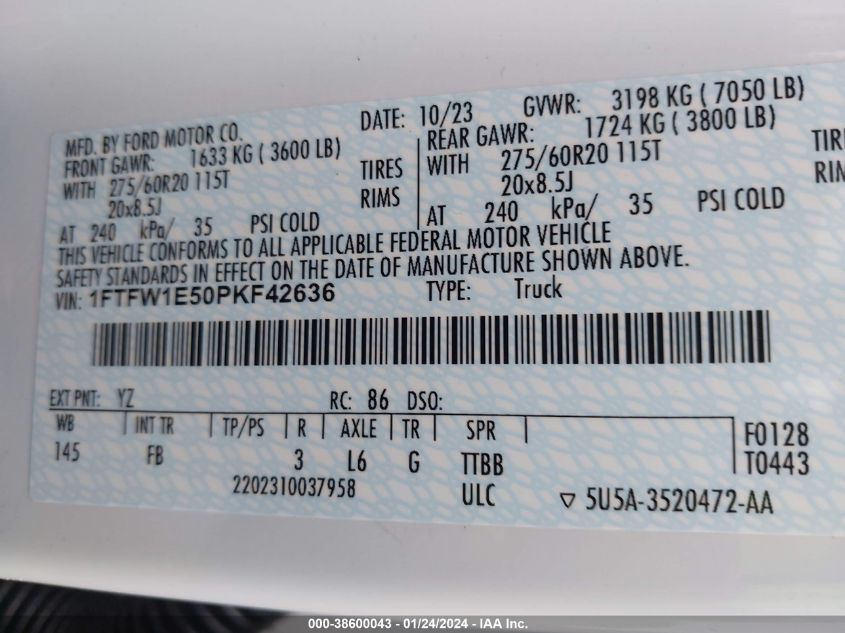 MFD. BY FORD MOTOR CO. DATE: 10/23 GVWR: 3198 KG ( 7050 LB)
FRONT GAWR: 1633 KG ( 3600 LB) REAR GAWR: 1724 KG ( 3800 LB)
WITH 275/60R20 115T TIRES WITH 275/60R20 115T TIRE
20x8.5J RIMS 20x8.5J RIM
AT 240 kPa/ 35 PSI COLD AT 240 kPa/ 35 PSI COLD
THIS VEHICLE CONFORMS TO ALL APPLICABLE FEDERAL MOTOR VEHICLE
SAFETY STANDARDS IN EFFECT ON THE DATE OF MANUFACTURE SHOWN ABOVE.
VIN: 1FTFW1E50PKF42636 TYPE: Truck
EXT PNT: YZ RC: 86 DSO:
WB INT TR TP/PS R AXLE TR SPR F0128
145 FB 3 L6 G TTBB T0443
2202310037958 ULC ▽ 5U5A-3520472-AA
000-38600043 - 01/24/2024 - IAA Inc.